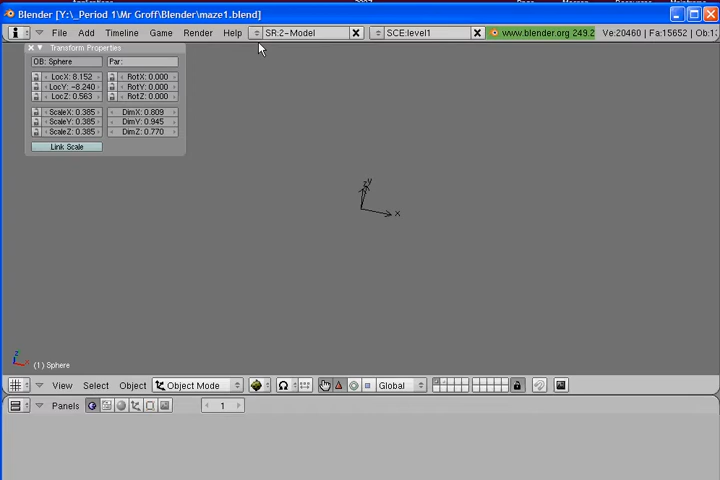 Blender [Y:\_Period 1\Mr Groff\Blender\maze1.blend]
File Add Timeline Game Render Help SR:2-Model SCE:level1 www.blender.org 249.2 Ve:20460 | Fa:15652 | Ob:1
Transform Properties
OB: Sphere Par:
LocX: 8.152 RotX: 0.000
LocY: -8.240 RotY: 0.000
LocZ: 0.563 RotZ: 0.000
ScaleX: 0.385 DimX: 0.809
ScaleY: 0.385 DimY: 0.945
ScaleZ: 0.385 DimZ: 0.770
Link Scale
y
x
z
x
(1) Sphere
View Select Object Object Mode Global
Panels 1